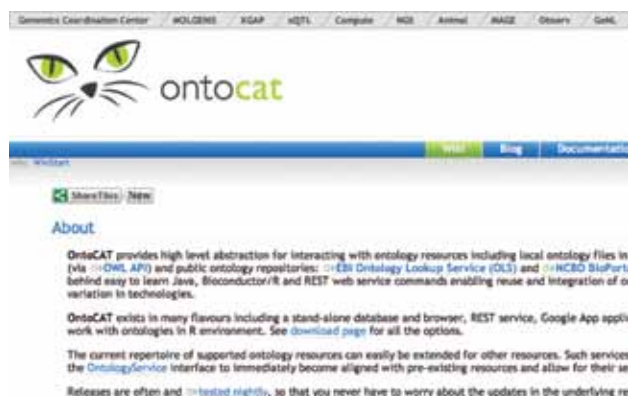 Genomics Coordination Center MOLGENIS XGAP xQTL Compute NGS Animal MAGE Observ GoNL
ontocat
Wiki Blog Documentatio
WikiStart
ShareThis New
About
OntoCAT provides high level abstraction for interacting with ontology resources including local ontology files in
(via OWL API) and public ontology repositories: EBI Ontology Lookup Service (OLS) and NCBO BioPorta
behind easy to learn Java, Bioconductor/R and REST web service commands enabling reuse and integration of o
variation in technologies.
OntoCAT exists in many flavours including a stand-alone database and browser, REST service, Google App appli
work with ontologies in R environment. See download page for all the options.
The current repertoire of supported ontology resources can easily be extended for other resources. Such services
the OntologyService interface to immediately become aligned with pre-existing resources and allow for their se
Releases are often and tested nightly, so that you never have to worry about the updates in the underlying re